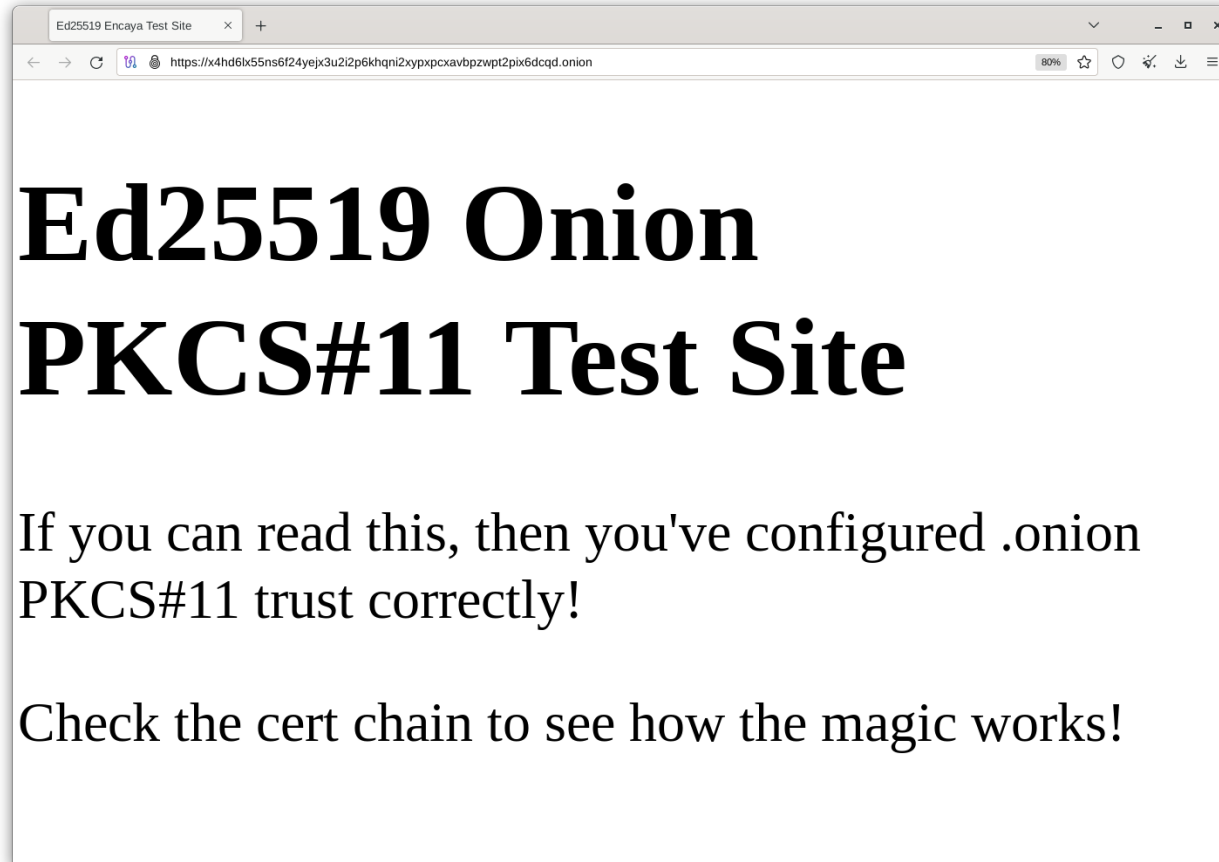 Ed25519 Encaya Test Site
https://x4hd6lx55ns6f24yejx3u2i2p6khqni2xypxpcxavbpzwpt2pix6dcqd.onion
80%
Ed25519 Onion
PKCS#11 Test Site
If you can read this, then you've configured .onion
PKCS#11 trust correctly!
Check the cert chain to see how the magic works!